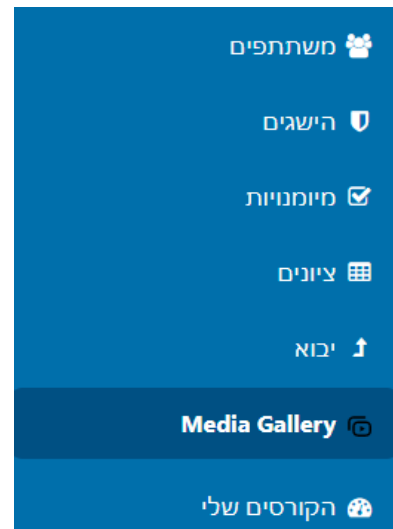 משתתפים
הישגים
מיומנויות
ציונים
יבוא
Media Gallery
הקורסים שלי